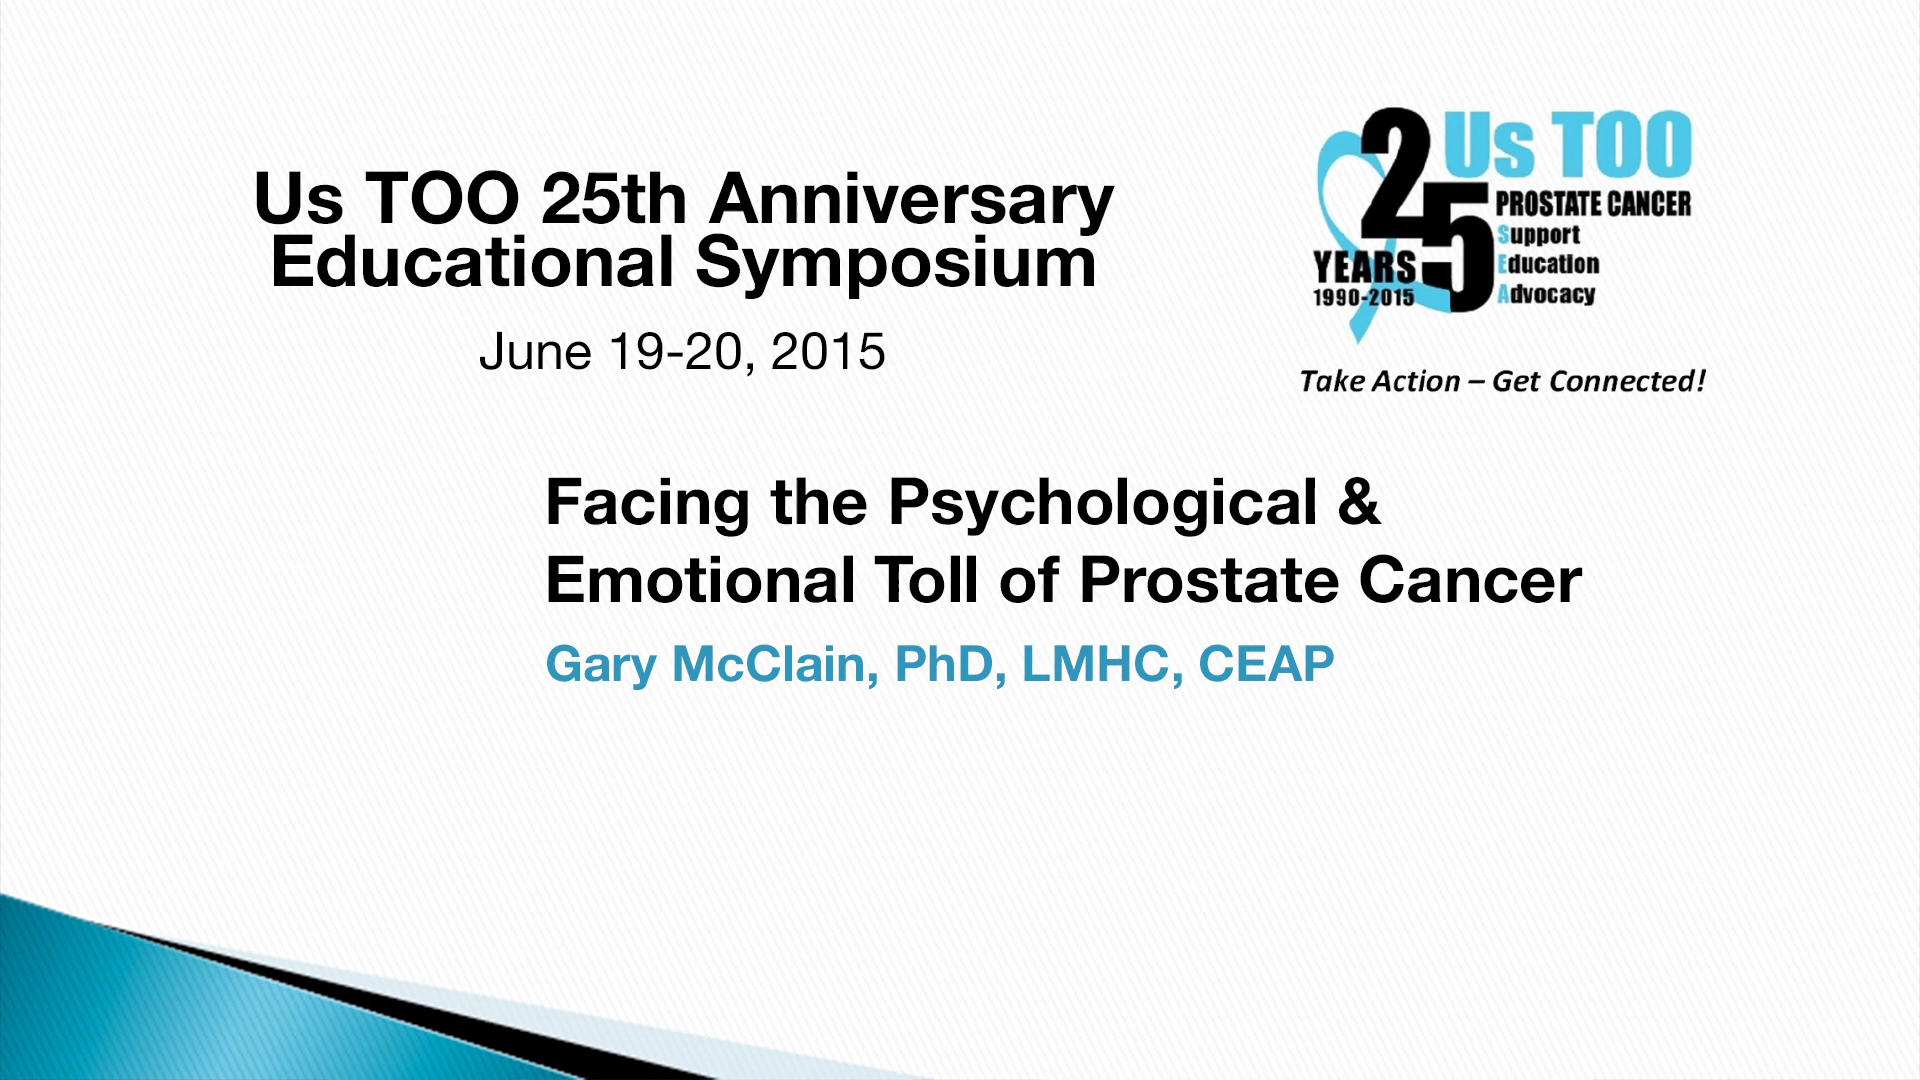 Us TOO 25th Anniversary
Educational Symposium
June 19-20, 2015
25 Us TOO
PROSTATE CANCER
Support
Education
Advocacy
YEARS
1990-2015
Take Action – Get Connected!
Facing the Psychological &
Emotional Toll of Prostate Cancer
Gary McClain, PhD, LMHC, CEAP